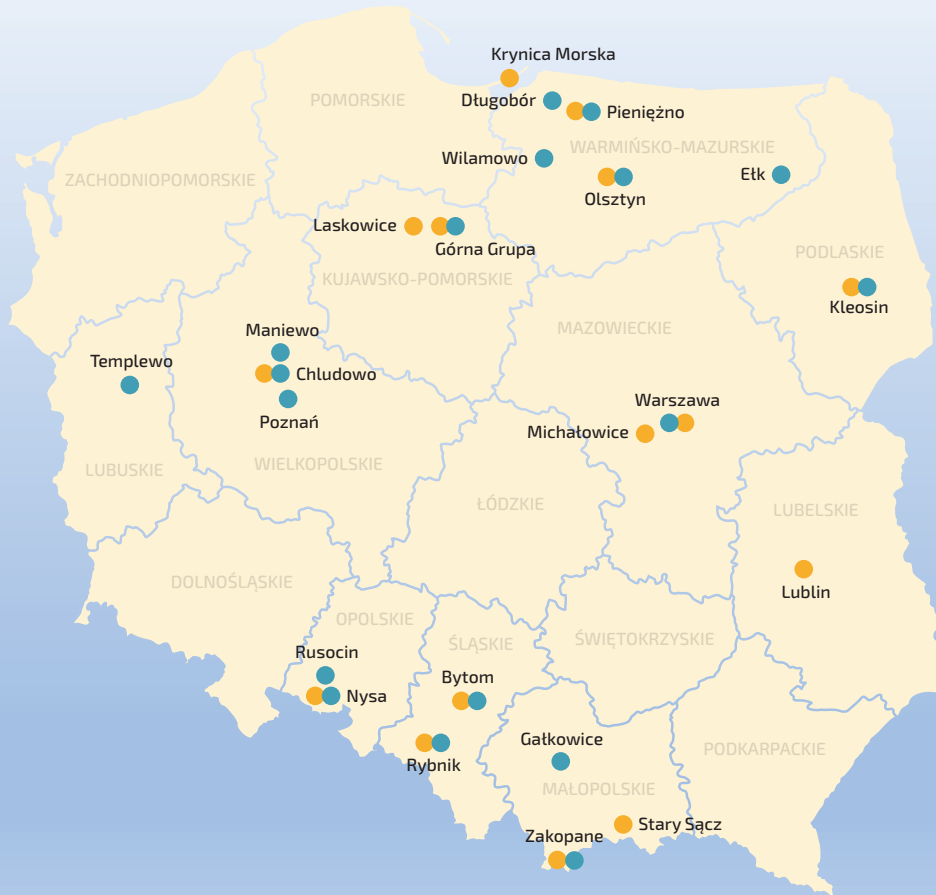 Krynica Morska
POMORSKIE
Długobór
Pieniężno
WARMIŃSKO-MAZURSKIE
Wilamowo
Ełk
ZACHODNIOPOMORSKIE
Olsztyn
Laskowice
Górna Grupa
PODLASKIE
KUJAWSKO-POMORSKIE
Kleosin
MAZOWIECKIE
Maniewo
Templewo
Chludowo
Warszawa
Poznań
Michałowice
WIELKOPOLSKIE
LUBUSKIE
ŁÓDZKIE
LUBELSKIE
DOLNOŚLĄSKIE
Lublin
OPOLSKIE
ŚLĄSKIE
ŚWIĘTOKRZYSKIE
Rusocin
Bytom
Nysa
Gałkowice
PODKARPACKIE
Rybnik
MAŁOPOLSKIE
Stary Sącz
Zakopane